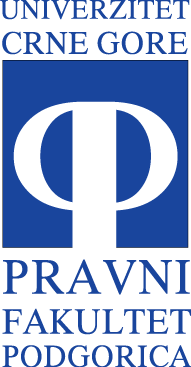 UNIVERZITET
CRNE GORE
PRAVNI
FAKULTET
PODGORICA